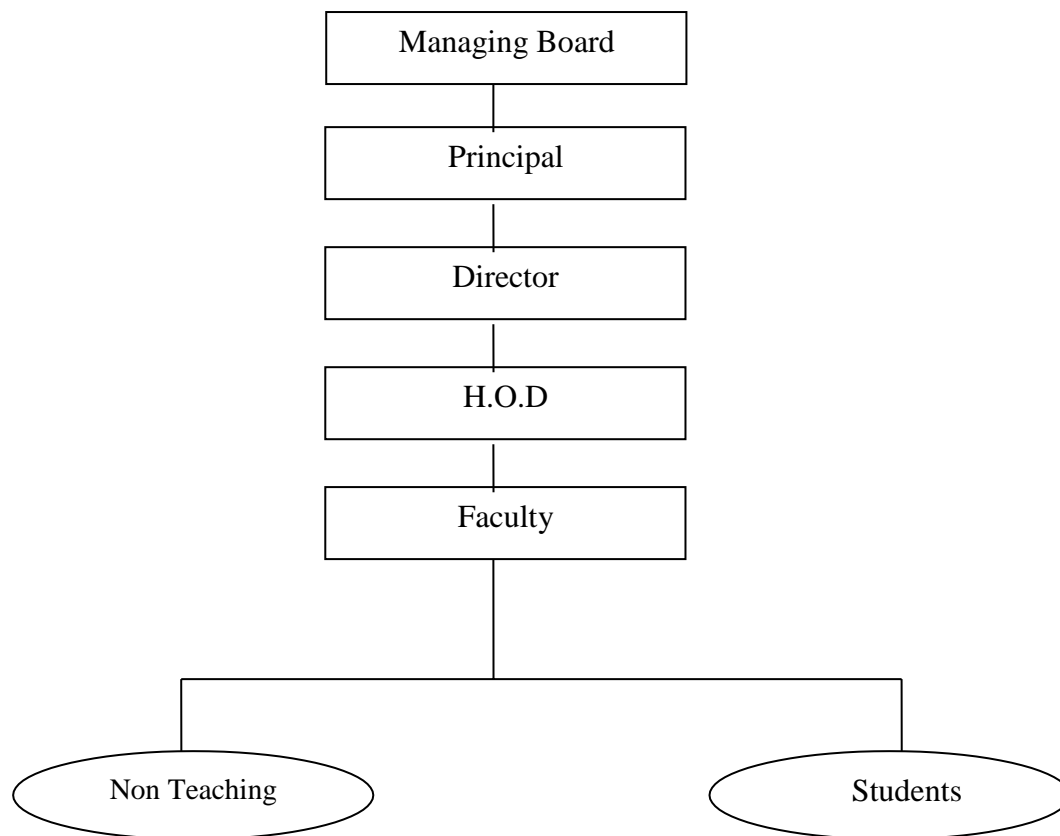 Managing Board
Principal
Director
H.O.D
Faculty
Non Teaching
Students